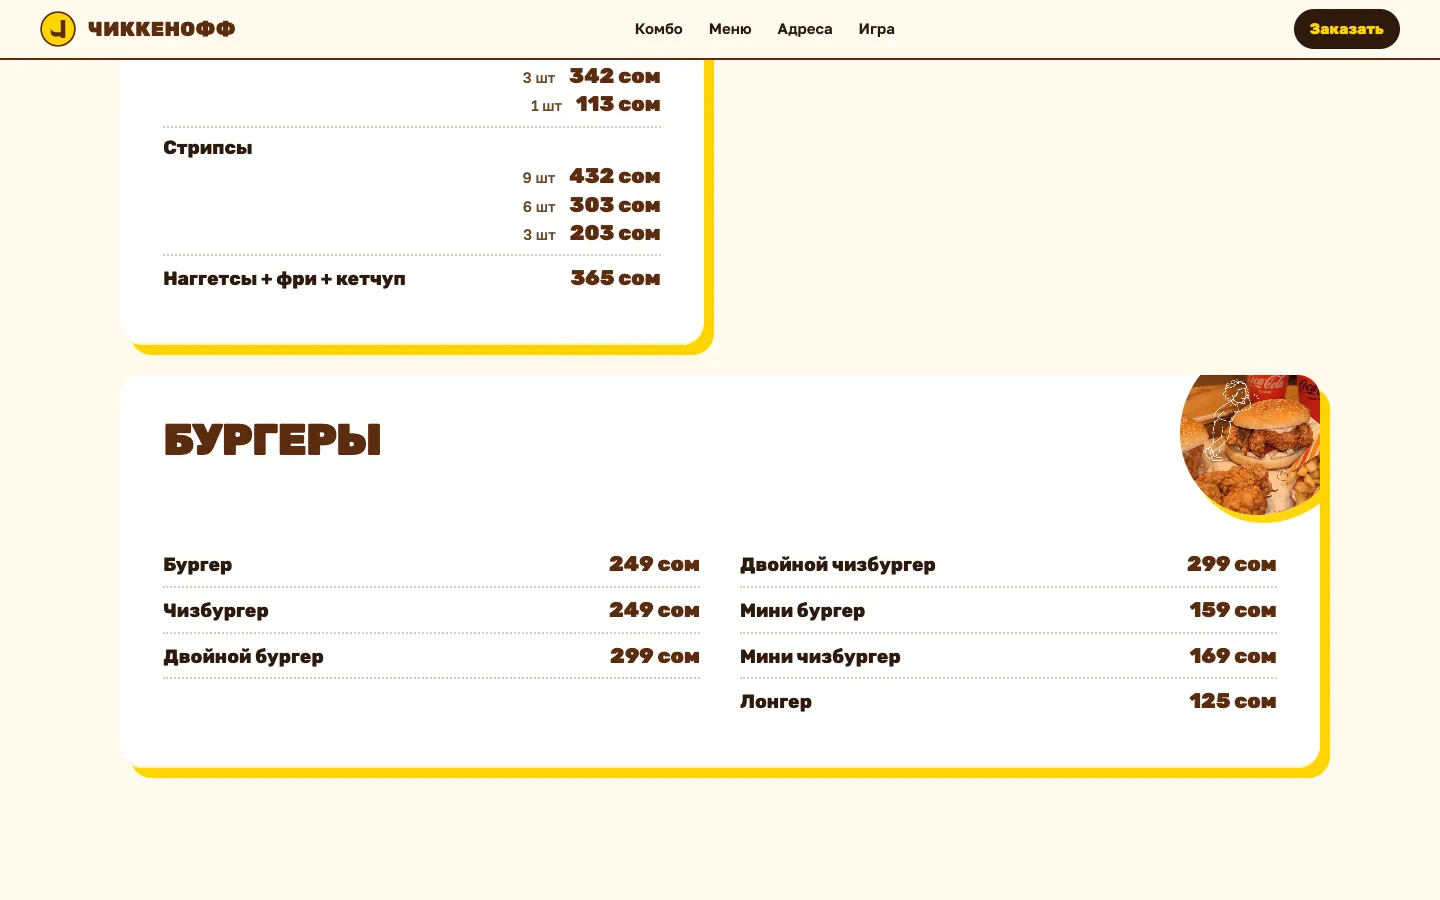 ЧИККЕНОФФ
Комбо Меню Адреса Игра
Заказать
3 шт 342 сом
1 шт 113 сом
Стрипсы
9 шт 432 сом
6 шт 303 сом
3 шт 203 сом
Наггетсы + фри + кетчуп 365 сом
БУРГЕРЫ
Coca-Cola
Бургер 249 сом
Чизбургер 249 сом
Двойной бургер 299 сом
Двойной чизбургер 299 сом
Мини бургер 159 сом
Мини чизбургер 169 сом
Лонгер 125 сом